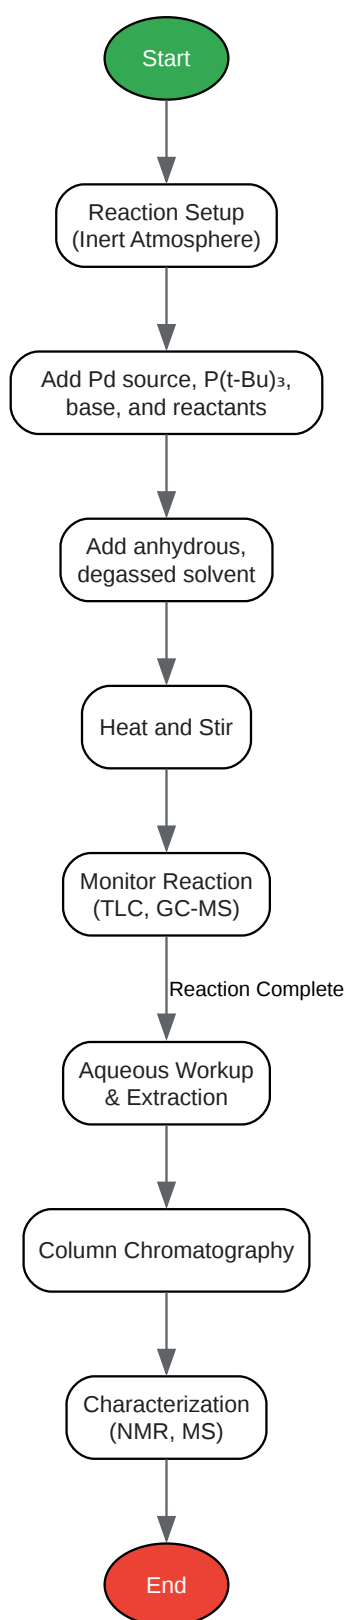 Start
Reaction Setup
(Inert Atmosphere)
Add Pd source, P(t-Bu)₃,
base, and reactants
Add anhydrous,
degassed solvent
Heat and Stir
Monitor Reaction
(TLC, GC-MS)
Reaction Complete
Aqueous Workup
& Extraction
Column Chromatography
Characterization
(NMR, MS)
End